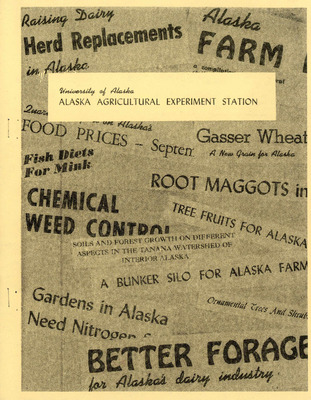 Raising Dairy
Herd Replacements
in Alaska
Alaska
FARM
a compilation
University of Alaska
ALASKA AGRICULTURAL EXPERIMENT STATION
on Alaska's
FOOD PRICES - Septem
Gasser Wheat
A New Grain for Alaska
Fish Diets
For Mink
ROOT MAGGOTS in
CHEMICAL
WEED CONTROL
TREE FRUITS FOR ALASKA
SOILS AND FOREST GROWTH ON DIFFERENT
ASPECTS IN THE TANANA WATERSHED OF
INTERIOR ALASKA
A BUNKER SILO FOR ALASKA FARM
Ornamental Trees And Shrub
Gardens in Alaska
Need Nitrogen
BETTER FORAGE
for Alaska's dairy industry